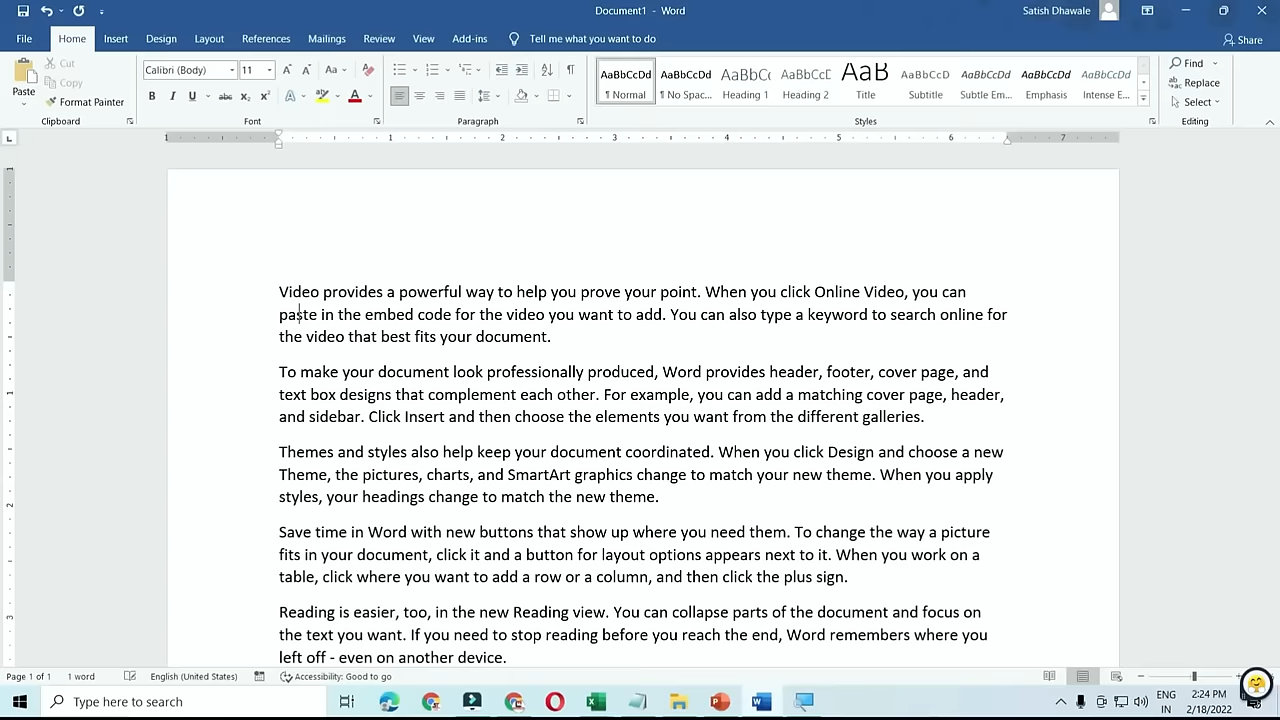 Document1 - Word
Satish Dhawale
File Home Insert Design Layout References Mailings Review View Add-ins Tell me what you want to do Share
Paste
Cut
Copy
Format Painter
Clipboard
Calibri (Body) 11
Aa
B I U abc x₂ x² A A
Font
Paragraph
AaBbCcDd AaBbCcDd AaBbC( AaBbCcE AaB AaBbCcD AaBbCcDd AaBbCcDd AaBbCcDd
¶ Normal ¶ No Spac... Heading 1 Heading 2 Title Subtitle Subtle Em... Emphasis Intense E...
Styles
Find
Replace
Select
Editing
1 1 2 3 4 5 6 7
Video provides a powerful way to help you prove your point. When you click Online Video, you can
paste in the embed code for the video you want to add. You can also type a keyword to search online for
the video that best fits your document.
To make your document look professionally produced, Word provides header, footer, cover page, and
text box designs that complement each other. For example, you can add a matching cover page, header,
and sidebar. Click Insert and then choose the elements you want from the different galleries.
Themes and styles also help keep your document coordinated. When you click Design and choose a new
Theme, the pictures, charts, and SmartArt graphics change to match your new theme. When you apply
styles, your headings change to match the new theme.
Save time in Word with new buttons that show up where you need them. To change the way a picture
fits in your document, click it and a button for layout options appears next to it. When you work on a
table, click where you want to add a row or a column, and then click the plus sign.
Reading is easier, too, in the new Reading view. You can collapse parts of the document and focus on
the text you want. If you need to stop reading before you reach the end, Word remembers where you
left off - even on another device.
Page 1 of 1 1 word English (United States) Accessibility: Good to go
Type here to search
ENG
IN
2:24 PM
2/18/2022